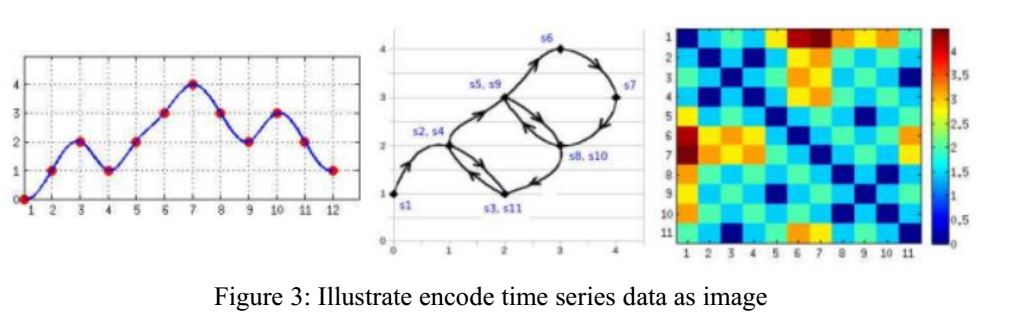 4
3
2
1
0
1 2 3 4 5 6 7 8 9 10 11 12
s6
4
s5, s9
s7
3
s2, s4
2
s8, s10
1
s1
s3, s11
0
0 1 2 3 4
1
2
3
4
5
6
7
8
9
10
11
1 2 3 4 5 6 7 8 9 10 11
4
3.5
3
2.5
2
1.5
1
0.5
0
Figure 3: Illustrate encode time series data as image